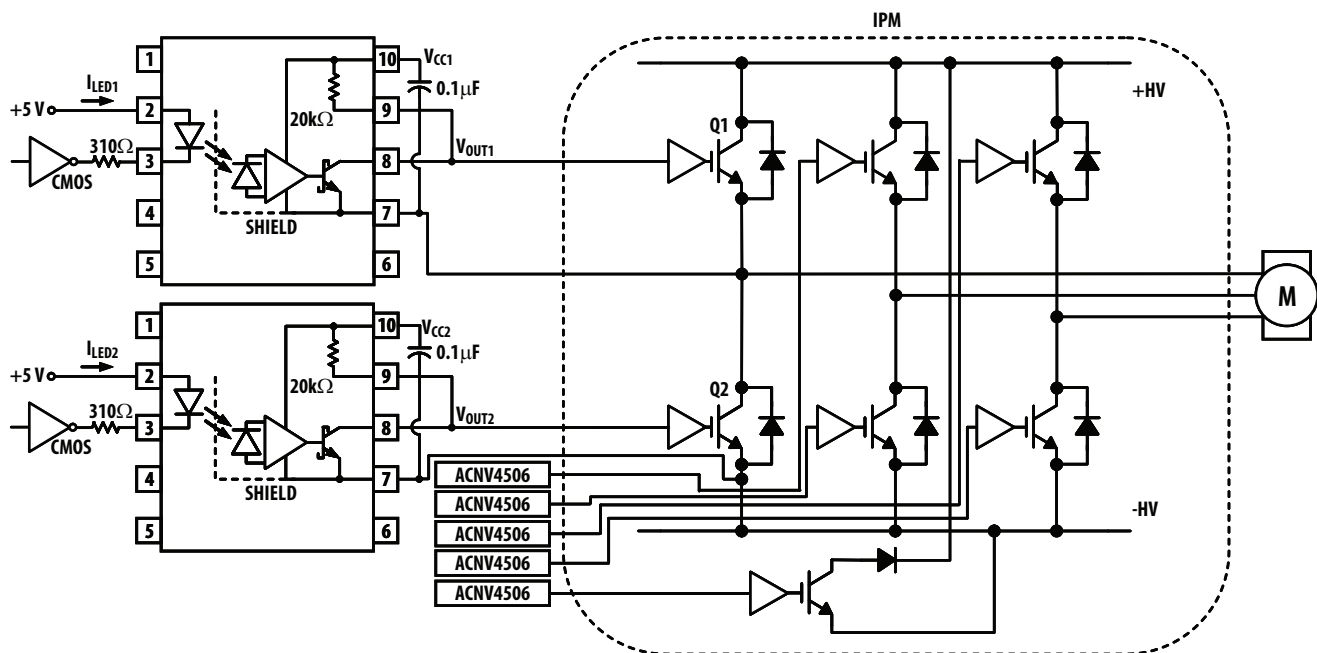 IPM
1
10
VCC1
0.1μF
ILED1
+5 V
2
20kΩ
9
310Ω
CMOS
3
8
VOUT1
4
SHIELD
7
5
6
Q1
+HV
M
1
10
VCC2
0.1μF
ILED2
+5 V
2
20kΩ
9
310Ω
CMOS
3
8
VOUT2
4
SHIELD
7
5
6
Q2
-HV
ACNV4506
ACNV4506
ACNV4506
ACNV4506
ACNV4506